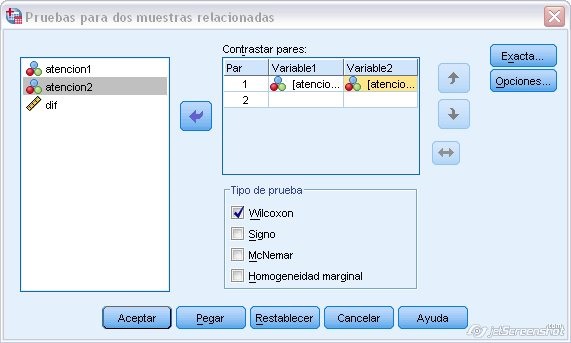 Pruebas para dos muestras relacionadas
Contrastar pares:
atencion1
atencion2
dif
Par Variable1 Variable2
1 [atencio... [atencio...
2
Exacta...
Opciones...
Tipo de prueba
Wilcoxon
Signo
McNemar
Homogeneidad marginal
Aceptar Pegar Restablecer Cancelar Ayuda
jetScreenshot